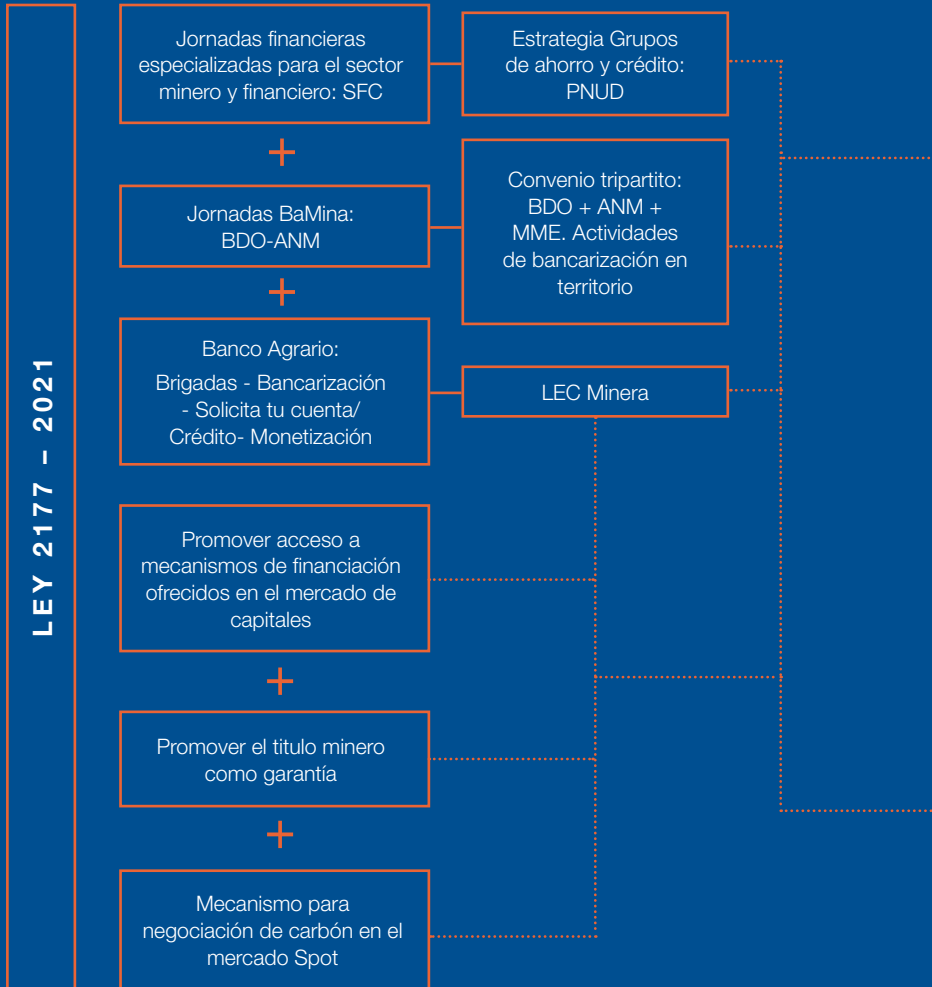 LEY 2177 – 2021
Jornadas financieras
especializadas para el sector
minero y financiero: SFC
Estrategia Grupos
de ahorro y crédito:
PNUD
+
Jornadas BaMina:
BDO-ANM
Convenio tripartito:
BDO + ANM +
MME. Actividades
de bancarización en
territorio
+
Banco Agrario:
Brigadas - Bancarización
- Solicita tu cuenta/
Crédito- Monetización
LEC Minera
Promover acceso a
mecanismos de financiación
ofrecidos en el mercado de
capitales
+
Promover el titulo minero
como garantía
+
Mecanismo para
negociación de carbón en el
mercado Spot